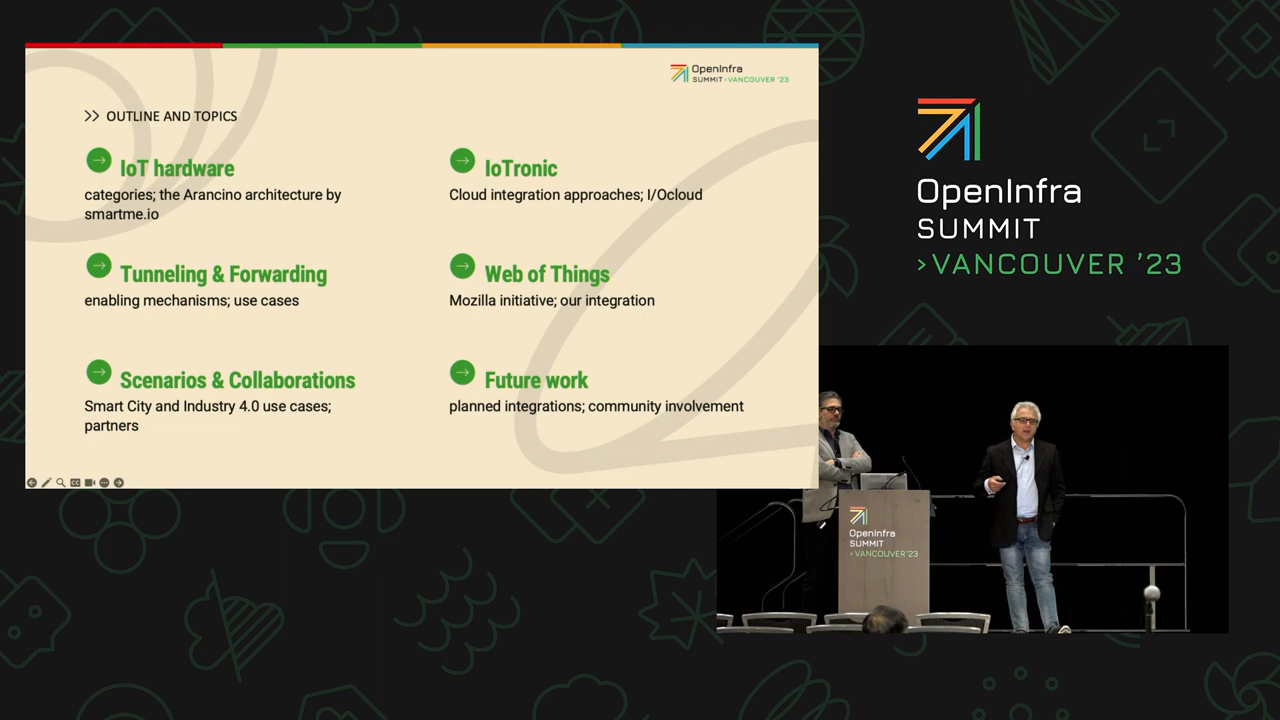 OpenInfra
SUMMIT >VANCOUVER '23
>> OUTLINE AND TOPICS
IoT hardware
categories; the Arancino architecture by
smartme.io
IoTronic
Cloud integration approaches; I/Ocloud
Tunneling & Forwarding
enabling mechanisms; use cases
Web of Things
Mozilla initiative; our integration
Scenarios & Collaborations
Smart City and Industry 4.0 use cases;
partners
Future work
planned integrations; community involvement
CC
OpenInfra
SUMMIT
>VANCOUVER '23
OpenInfra
SUMMIT
>VANCOUVER '23